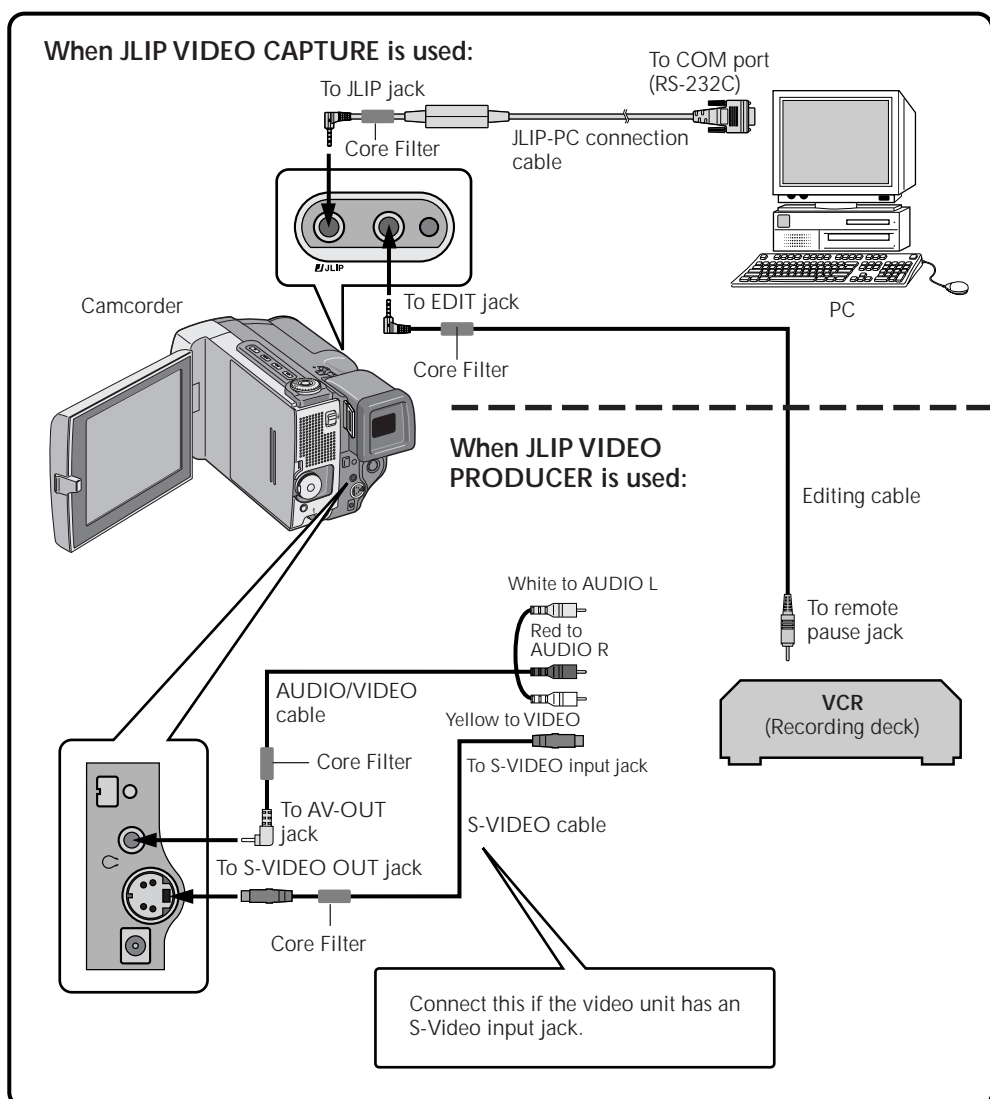 When JLIP VIDEO CAPTURE is used:
To COM port
(RS-232C)
To JLIP jack
Core Filter
JLIP-PC connection
cable
JLIP
PC
Camcorder
To EDIT jack
Core Filter
When JLIP VIDEO
PRODUCER is used:
Editing cable
White to AUDIO L
Red to
AUDIO R
To remote
pause jack
AUDIO/VIDEO
cable
Yellow to VIDEO
VCR
(Recording deck)
Core Filter
To S-VIDEO input jack
To AV-OUT
jack
S-VIDEO cable
To S-VIDEO OUT jack
Core Filter
Connect this if the video unit has an
S-Video input jack.